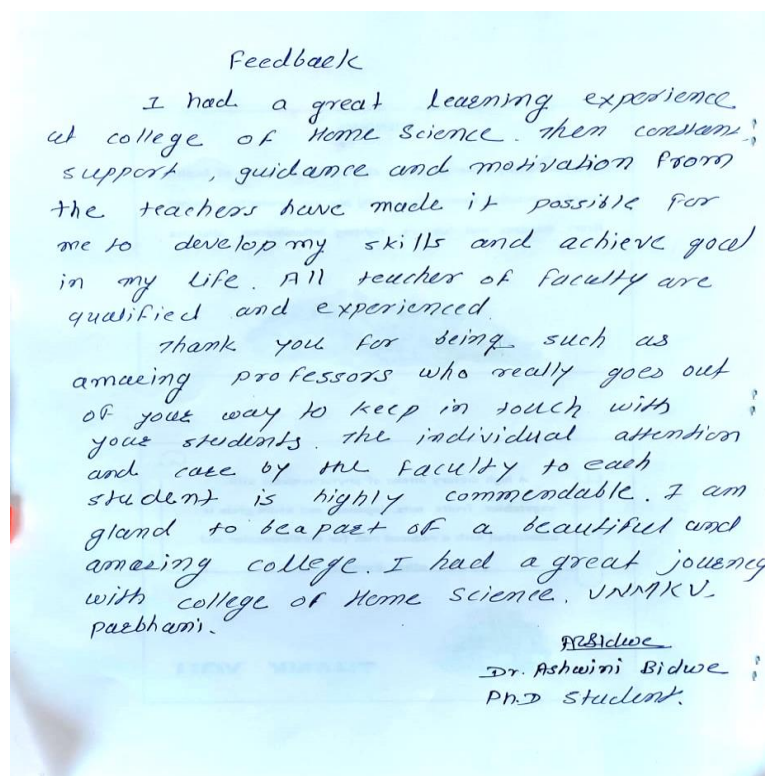 Feedback
I had a great learning experience
at college of Home Science. Then constant
support, guidance and motivation from
the teachers have made it possible for
me to develop my skills and achieve goal
in my life. All teacher of faculty are
qualified and experienced.
Thank you for being such as
amazing professors who really goes out
of your way to keep in touch with
your students. The individual attention
and care by the faculty to each
student is highly commendable. I am
gland to be a part of a beautiful and
amazing college. I had a great journey
with college of Home Science. VNMKV
Parbhani.
ABidwe
Dr. Ashwini Bidwe
Ph.D Student.